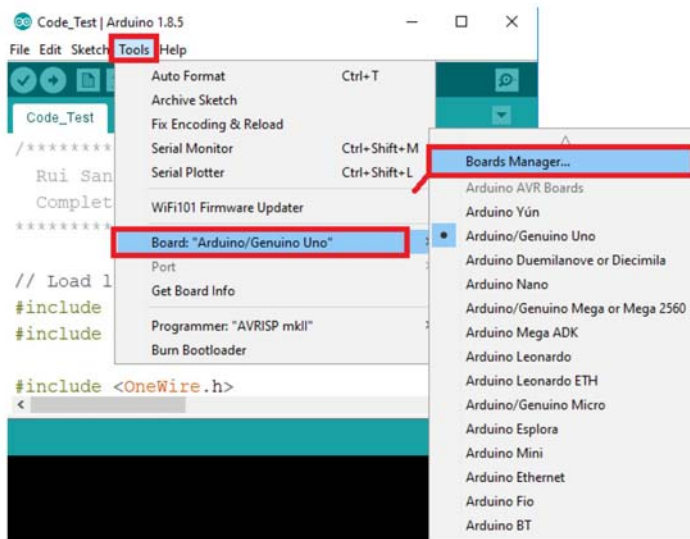 Code_Test | Arduino 1.8.5
File Edit Sketch Tools Help
Code_Test
/********
Rui San
Complet
*********
// Load l
#include
#include
#include <OneWire.h>
Auto Format Ctrl+T
Archive Sketch
Fix Encoding & Reload
Serial Monitor Ctrl+Shift+M
Serial Plotter Ctrl+Shift+L
WiFi101 Firmware Updater
Board: "Arduino/Genuino Uno"
Port
Get Board Info
Programmer: "AVRISP mkII"
Burn Bootloader
Boards Manager...
Arduino AVR Boards
Arduino Yún
Arduino/Genuino Uno
Arduino Duemilanove or Diecimila
Arduino Nano
Arduino/Genuino Mega or Mega 2560
Arduino Mega ADK
Arduino Leonardo
Arduino Leonardo ETH
Arduino/Genuino Micro
Arduino Esplora
Arduino Mini
Arduino Ethernet
Arduino Fio
Arduino BT